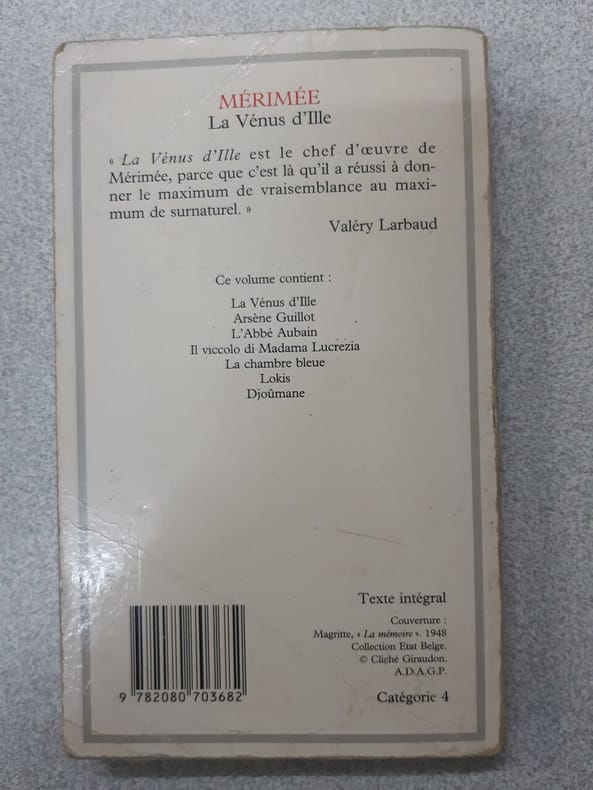 MÉRIMÉE
La Vénus d'Ille
« La Vénus d'Ille est le chef d'œuvre de
Mérimée, parce que c'est là qu'il a réussi à don-
ner le maximum de vraisemblance au maxi-
mum de surnaturel. »
Valéry Larbaud
Ce volume contient :
La Vénus d'Ille
Arsène Guillot
L'Abbé Aubain
Il viccolo di Madama Lucrezia
La chambre bleue
Lokis
Djoûmane
Texte intégral
Couverture :
Magritte, « La mémoire ». 1948
Collection Etat Belge.
© Cliché Giraudon.
A.D.A.G.P.
9 782080 703682
Catégorie 4